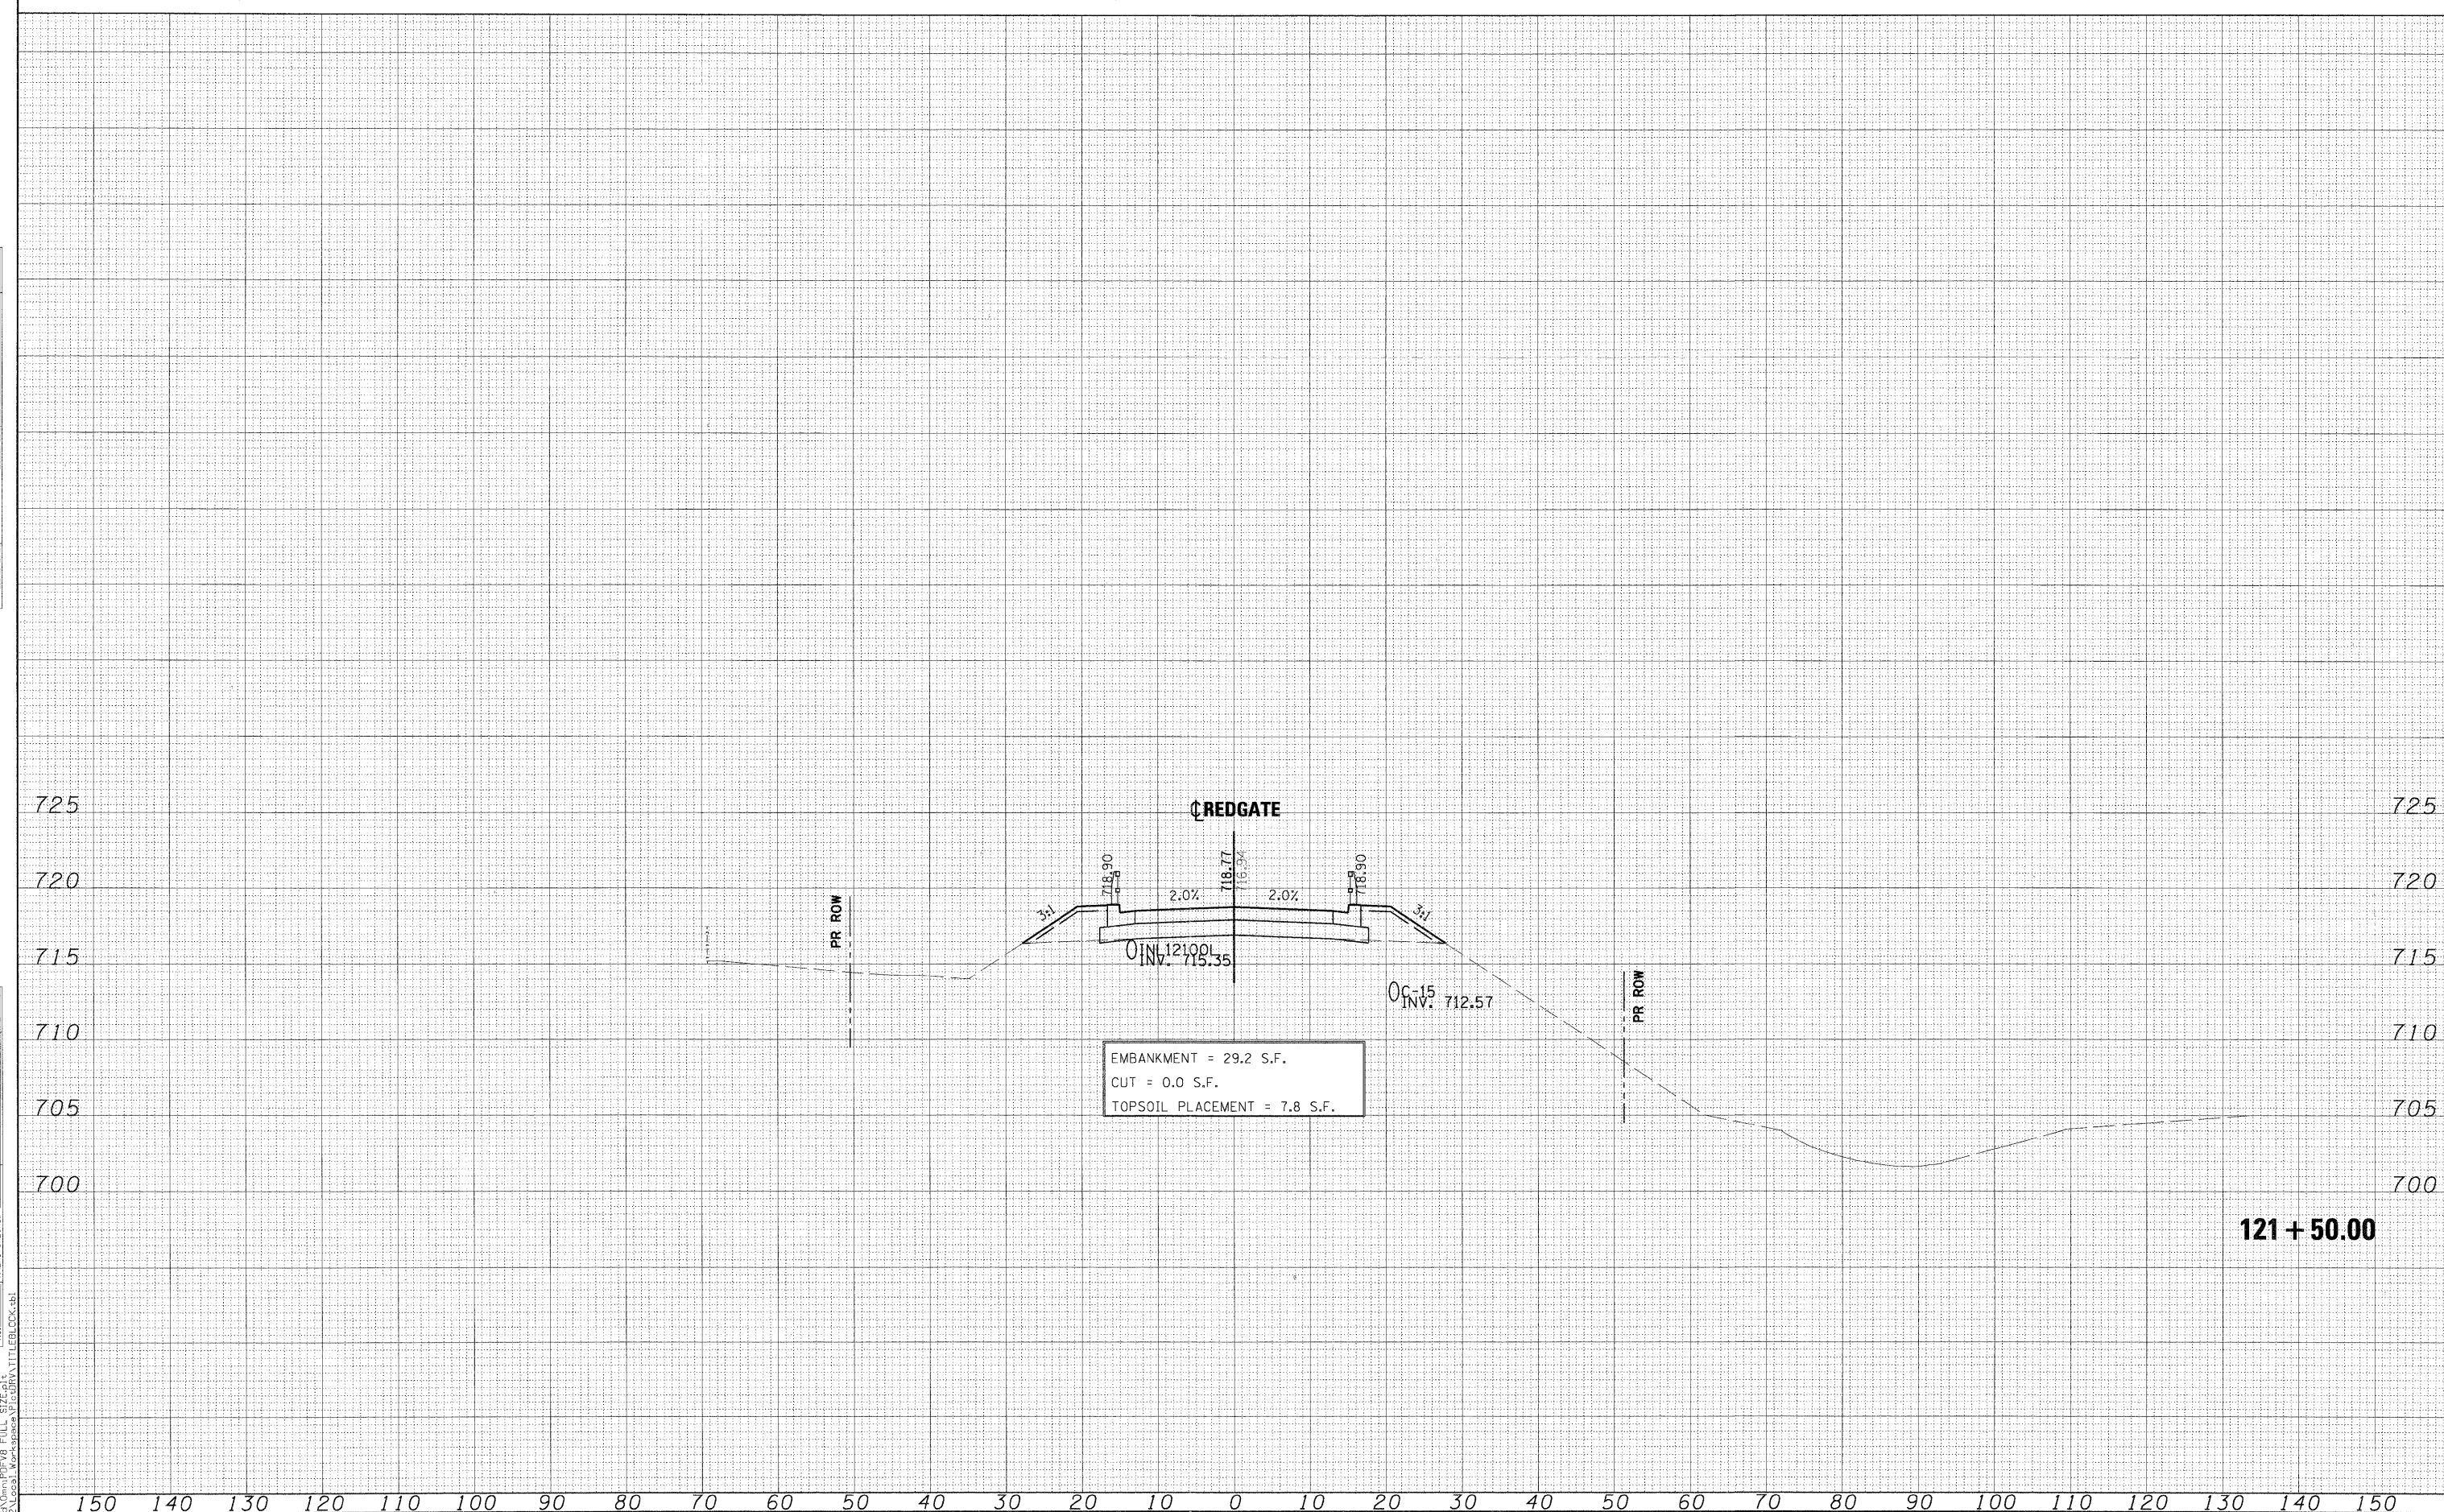 725 725
℄ REDGATE
718.90 718.77 716.94 718.90
720 720
2.0% 2.0%
PR ROW
3:1 3:1
715 715
INL12100L
INV. 715.35
PR ROW
C-15
INV. 712.57
710 710
EMBANKMENT = 29.2 S.F.
CUT = 0.0 S.F.
TOPSOIL PLACEMENT = 7.8 S.F.
705 705
700 700
121 + 50.00
150 140 130 120 110 100 90 80 70 60 50 40 30 20 10 0 10 20 30 40 50 60 70 80 90 100 110 120 130 140 150